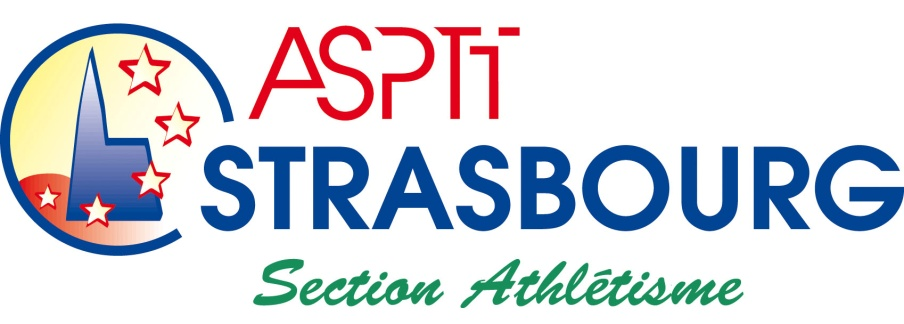 ASPTT
STRASBOURG
Section Athlétisme